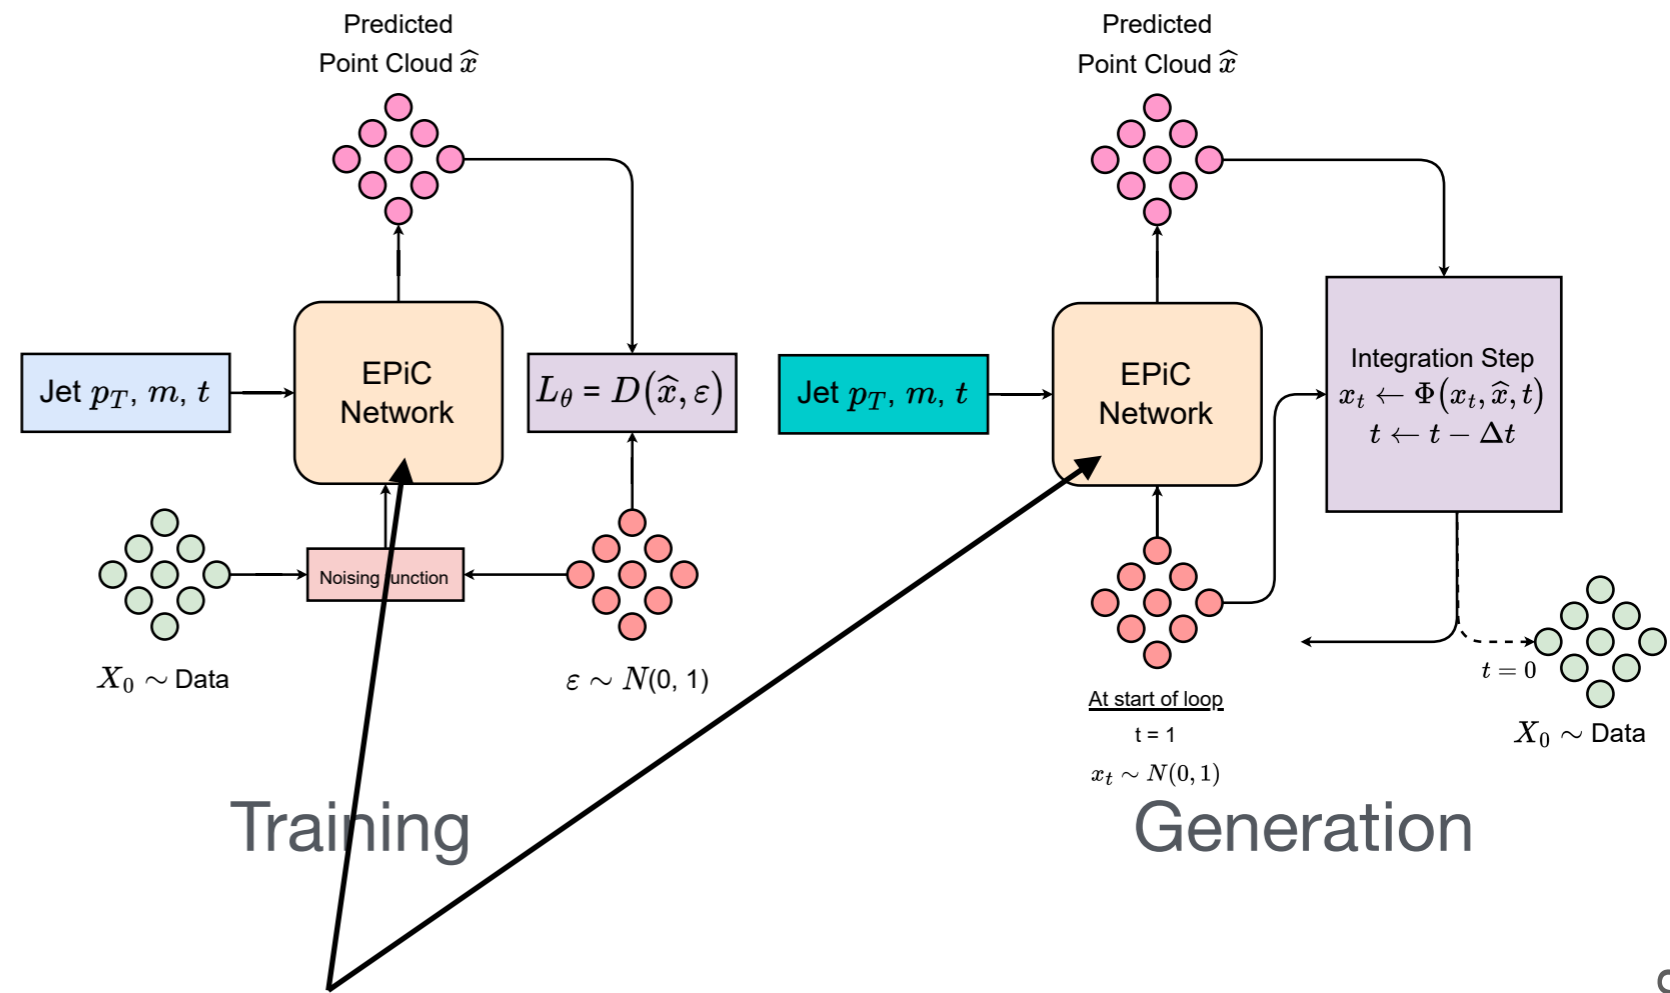 Predicted
Point Cloud x̂
EPiC
Network
Jet p_T, m, t
L_θ = D(x̂, ε)
Noising unction
X_0 ∼ Data
ε ∼ N(0, 1)
Training
Predicted
Point Cloud x̂
EPiC
Network
Jet p_T, m, t
Integration Step
x_t ← Φ(x_t, x̂, t)
t ← t − Δt
At start of loop
t = 1
x_t ∼ N(0, 1)
t = 0
X_0 ∼ Data
Generation